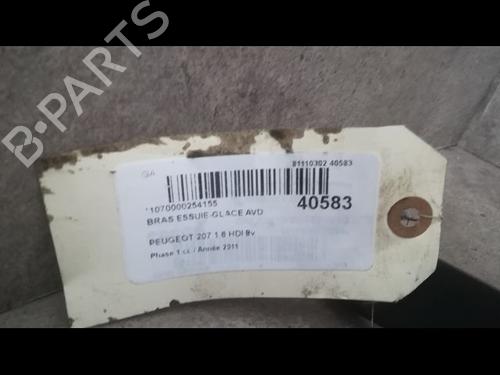 81110302 40583
11070000254155
BRAS ESSUIE-GLACE AVD
40583
PEUGEOT 207 1.6 HDI 8v
Phase 1 cc / Année 2011
B-PARTS